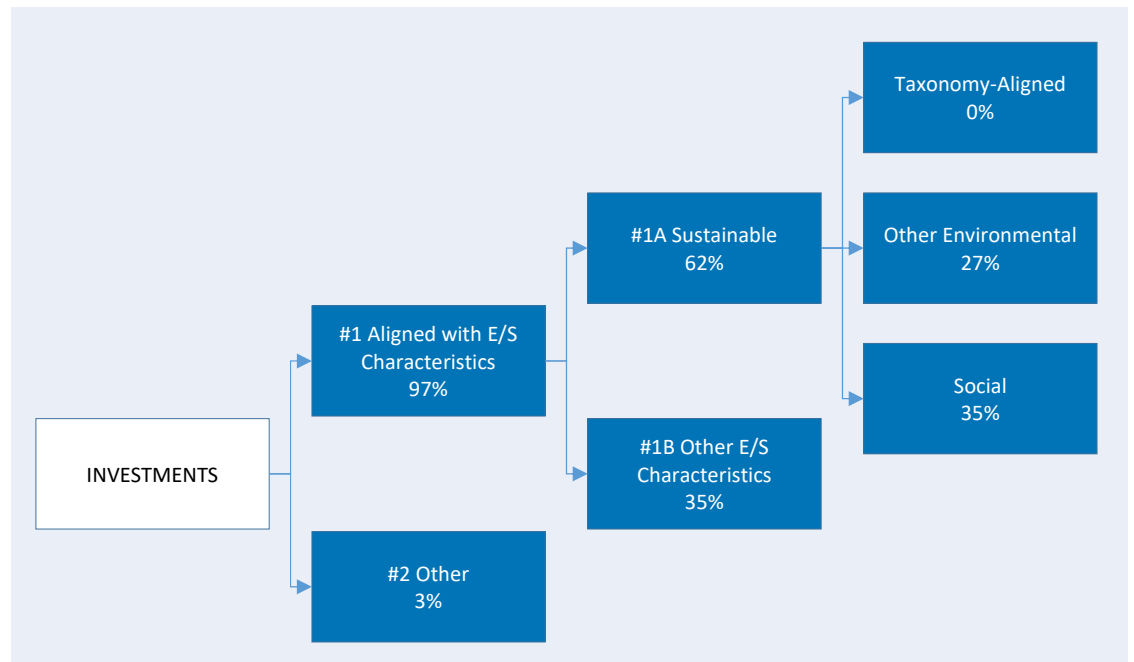 INVESTMENTS
#1 Aligned with E/S
Characteristics
97%
#2 Other
3%
#1A Sustainable
62%
#1B Other E/S
Characteristics
35%
Taxonomy-Aligned
0%
Other Environmental
27%
Social
35%